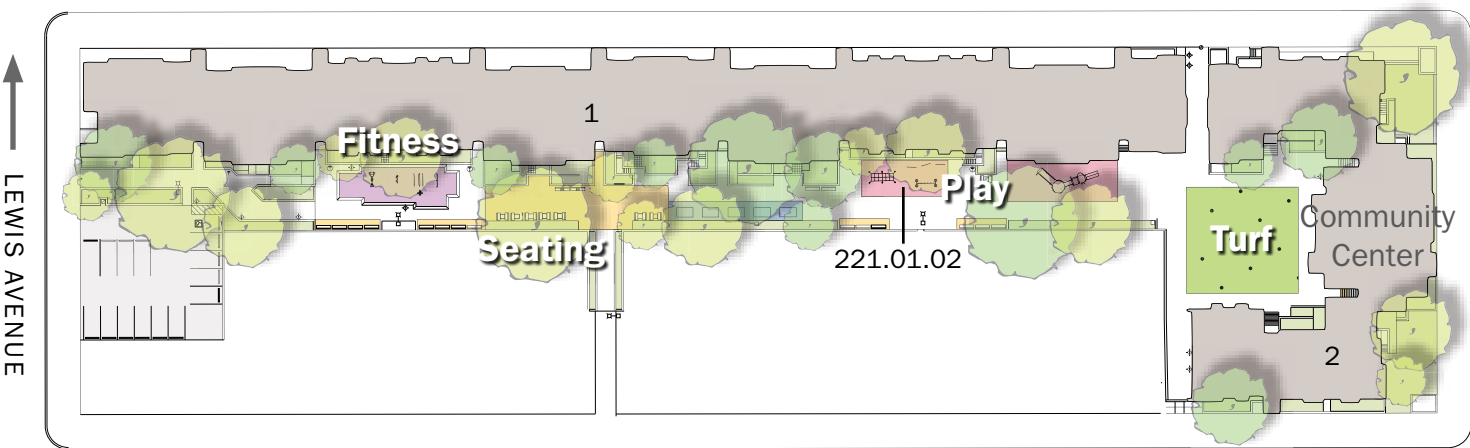 LEWIS AVENUE
1
Fitness
Seating
Play
221.01.02
Turf
Community
Center
2